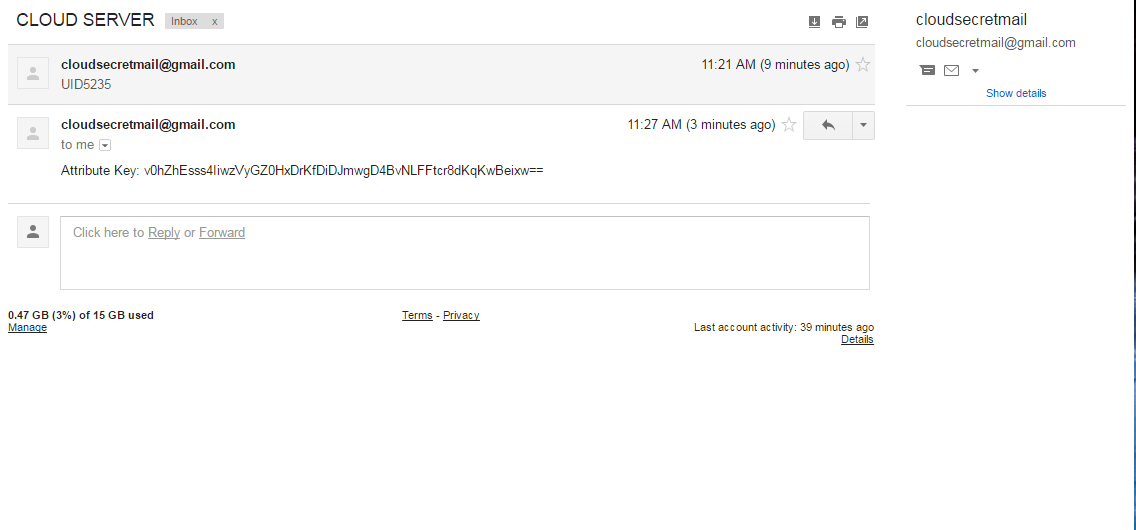 CLOUD SERVER Inbox x
cloudsecretmail@gmail.com 11:21 AM (9 minutes ago)
UID5235
cloudsecretmail@gmail.com 11:27 AM (3 minutes ago)
to me
Attribute Key: v0hZhEsss4IiwzVyGZ0HxDrKfDiDJmwgD4BvNLFFtcr8dKqKwBeixw==
Click here to Reply or Forward
0.47 GB (3%) of 15 GB used
Manage
Terms - Privacy
Last account activity: 39 minutes ago
Details
cloudsecretmail
cloudsecretmail@gmail.com
Show details